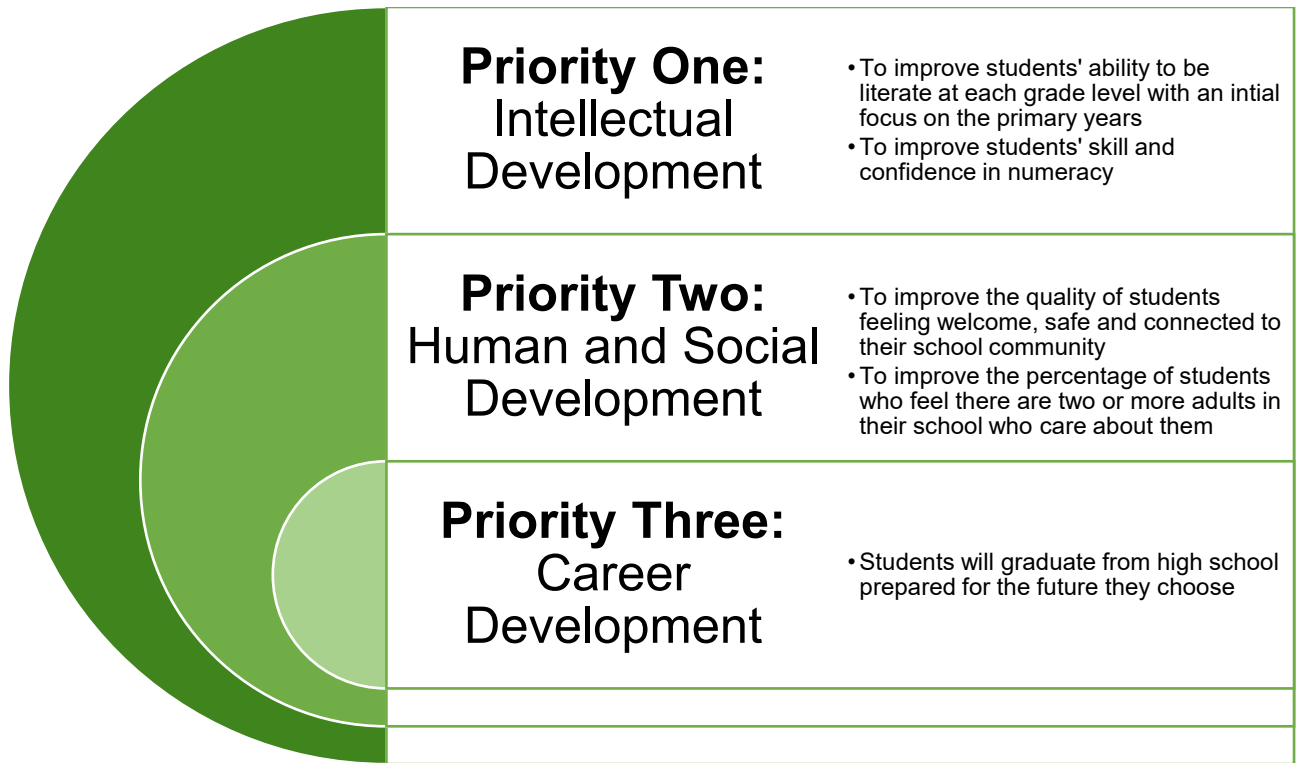 Priority One:
Intellectual
Development
• To improve students' ability to be
literate at each grade level with an intial
focus on the primary years
• To improve students' skill and
confidence in numeracy
Priority Two:
Human and Social
Development
• To improve the quality of students
feeling welcome, safe and connected to
their school community
• To improve the percentage of students
who feel there are two or more adults in
their school who care about them
Priority Three:
Career
Development
• Students will graduate from high school
prepared for the future they choose